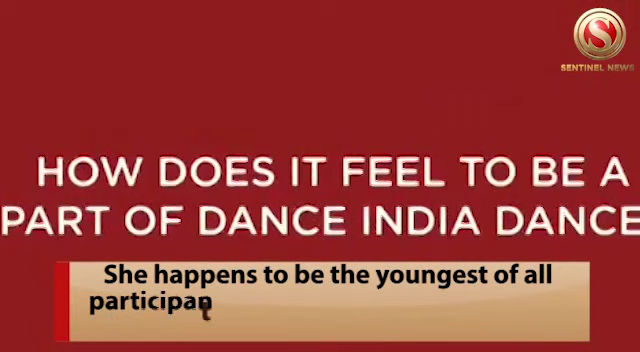 SENTINEL NEWS
HOW DOES IT FEEL TO BE A
PART OF DANCE INDIA DANCE
She happens to be the youngest of all
participant